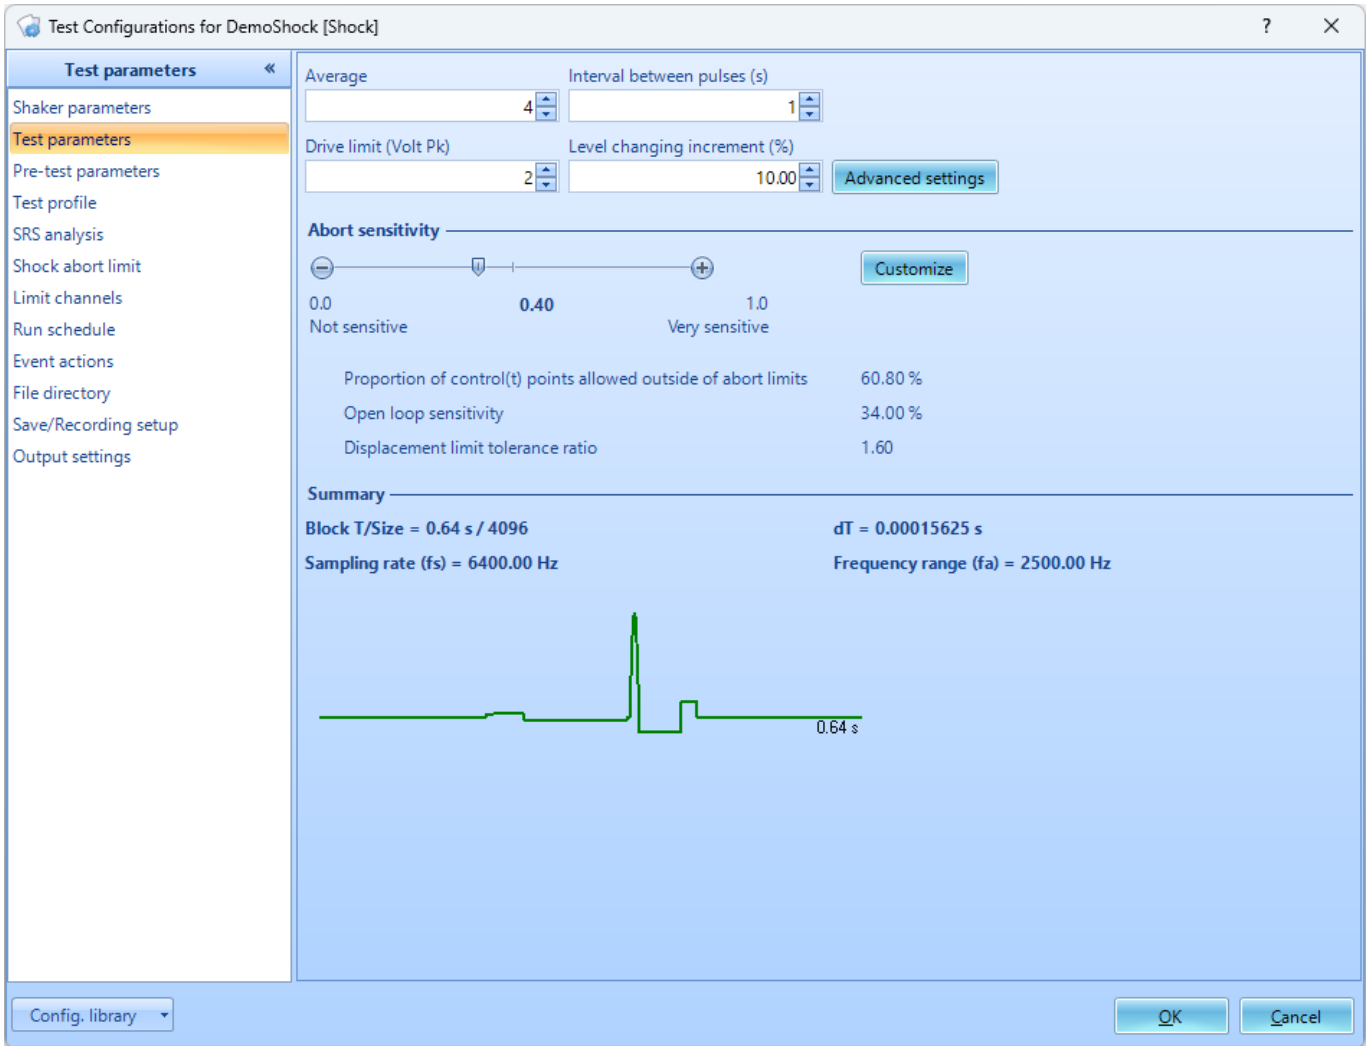 Test Configurations for DemoShock [Shock]
?
Test parameters «
Shaker parameters
Test parameters
Pre-test parameters
Test profile
SRS analysis
Shock abort limit
Limit channels
Run schedule
Event actions
File directory
Save/Recording setup
Output settings
Average Interval between pulses (s)
4 1
Drive limit (Volt Pk) Level changing increment (%)
2 10.00 Advanced settings
Abort sensitivity
Customize
0.0 0.40 1.0
Not sensitive Very sensitive
Proportion of control(t) points allowed outside of abort limits 60.80 %
Open loop sensitivity 34.00 %
Displacement limit tolerance ratio 1.60
Summary
Block T/Size = 0.64 s / 4096 dT = 0.00015625 s
Sampling rate (fs) = 6400.00 Hz Frequency range (fa) = 2500.00 Hz
0.64 s
Config. library OK Cancel